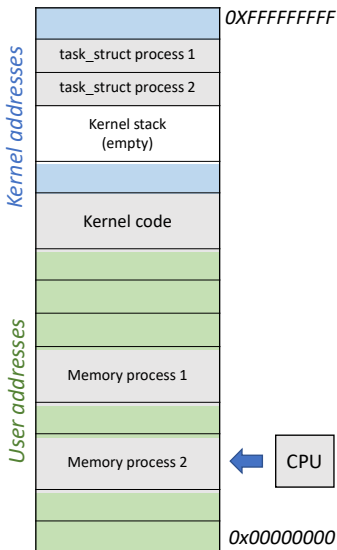 0XFFFFFFFFF
Kernel addresses
task_struct process 1
task_struct process 2
Kernel stack
(empty)
Kernel code
User addresses
Memory process 1
Memory process 2
CPU
0x00000000